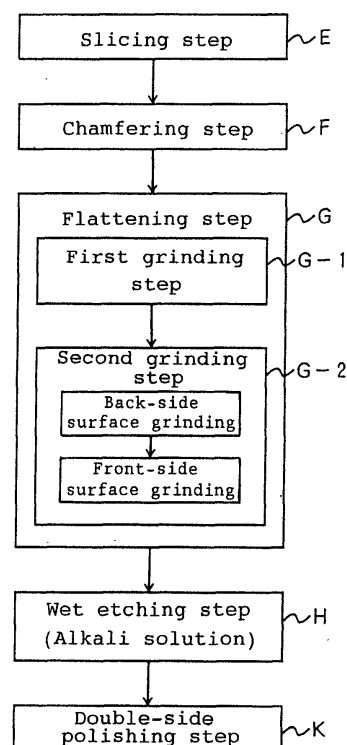 Slicing step
E
Chamfering step
F
Flattening step
G
First grinding
step
G-1
Second grinding
step
G-2
Back-side
surface grinding
Front-side
surface grinding
Wet etching step
(Alkali solution)
H
Double-side
polishing step
K